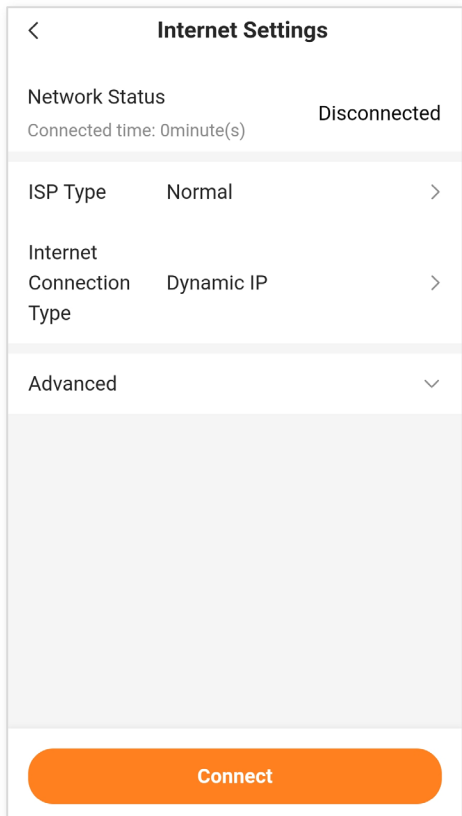 Internet Settings
Network Status
Disconnected
Connected time: 0minute(s)
ISP Type Normal
Internet
Connection Dynamic IP
Type
Advanced
Connect